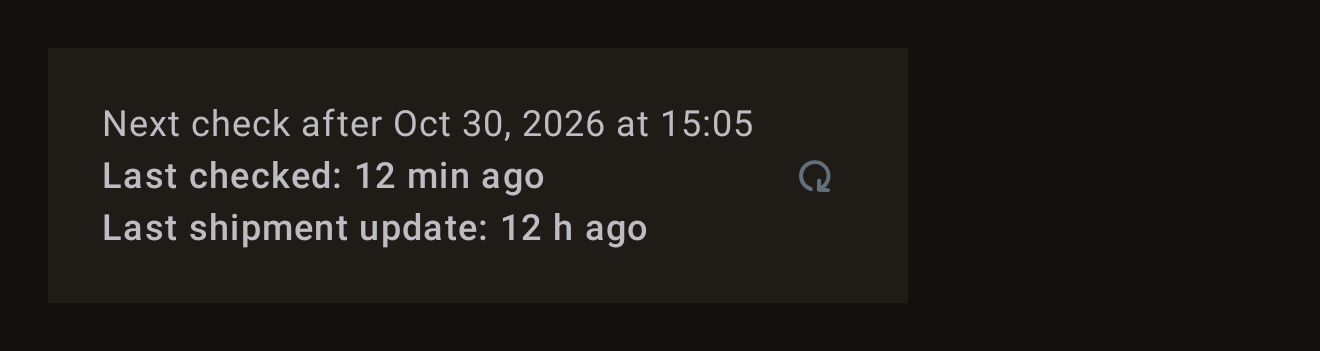 Next check after Oct 30, 2026 at 15:05
Last checked: 12 min ago
Last shipment update: 12 h ago